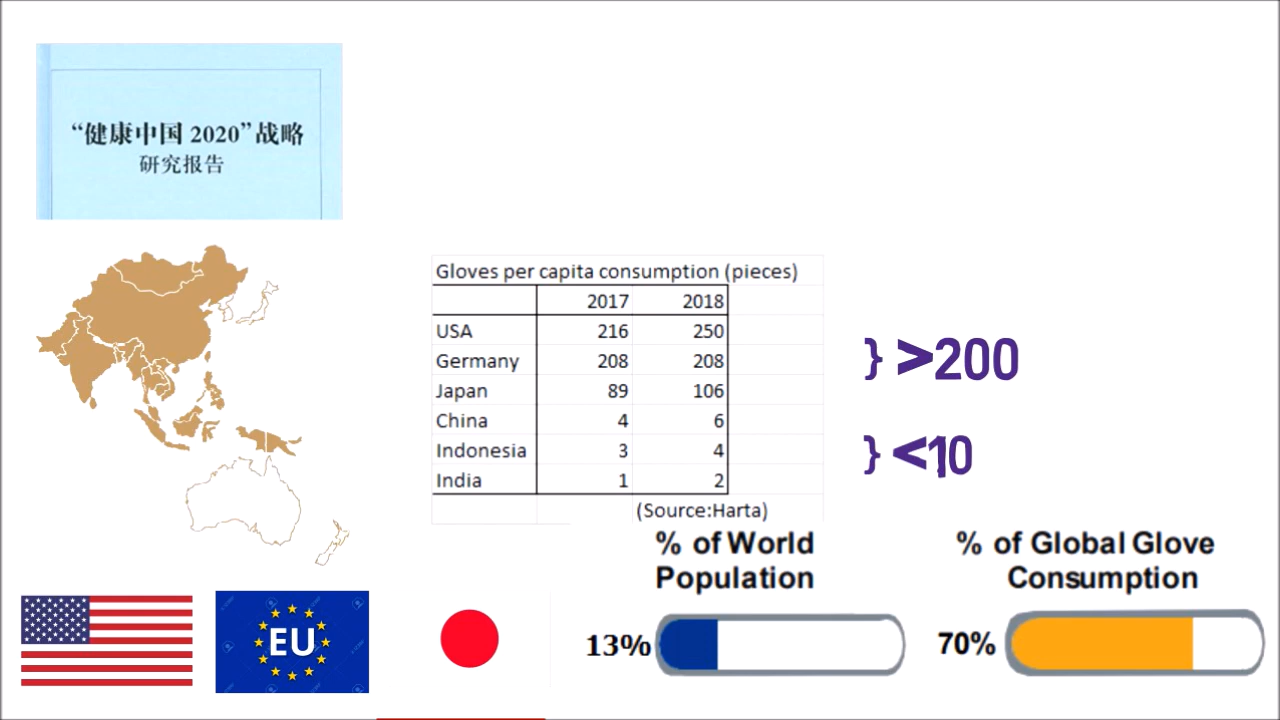 “健康中国 2020”战略
研究报告
Gloves per capita consumption (pieces)
2017 2018
USA 216 250
Germany 208 208
Japan 89 106
China 4 6
Indonesia 3 4
India 1 2
(Source:Harta)
} >200
} <10
% of World
Population
13%
% of Global Glove
Consumption
70%
EU